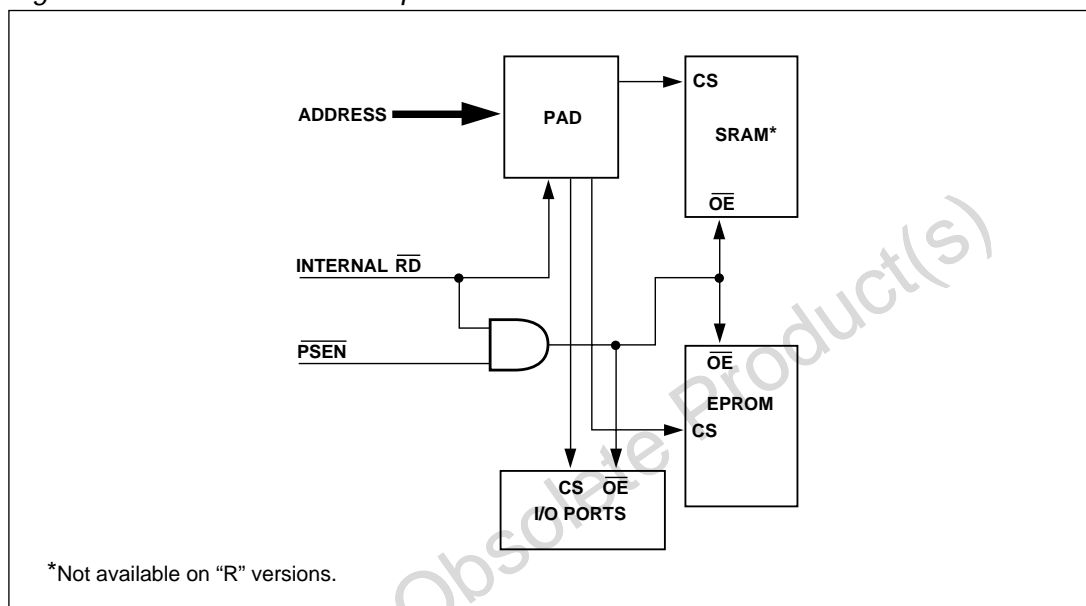 CS
ADDRESS
PAD
SRAM*
OE
INTERNAL RD
PSEN
OE
EPROM
CS
CS OE
I/O PORTS
*Not available on “R” versions.
Obsolete Product(s)